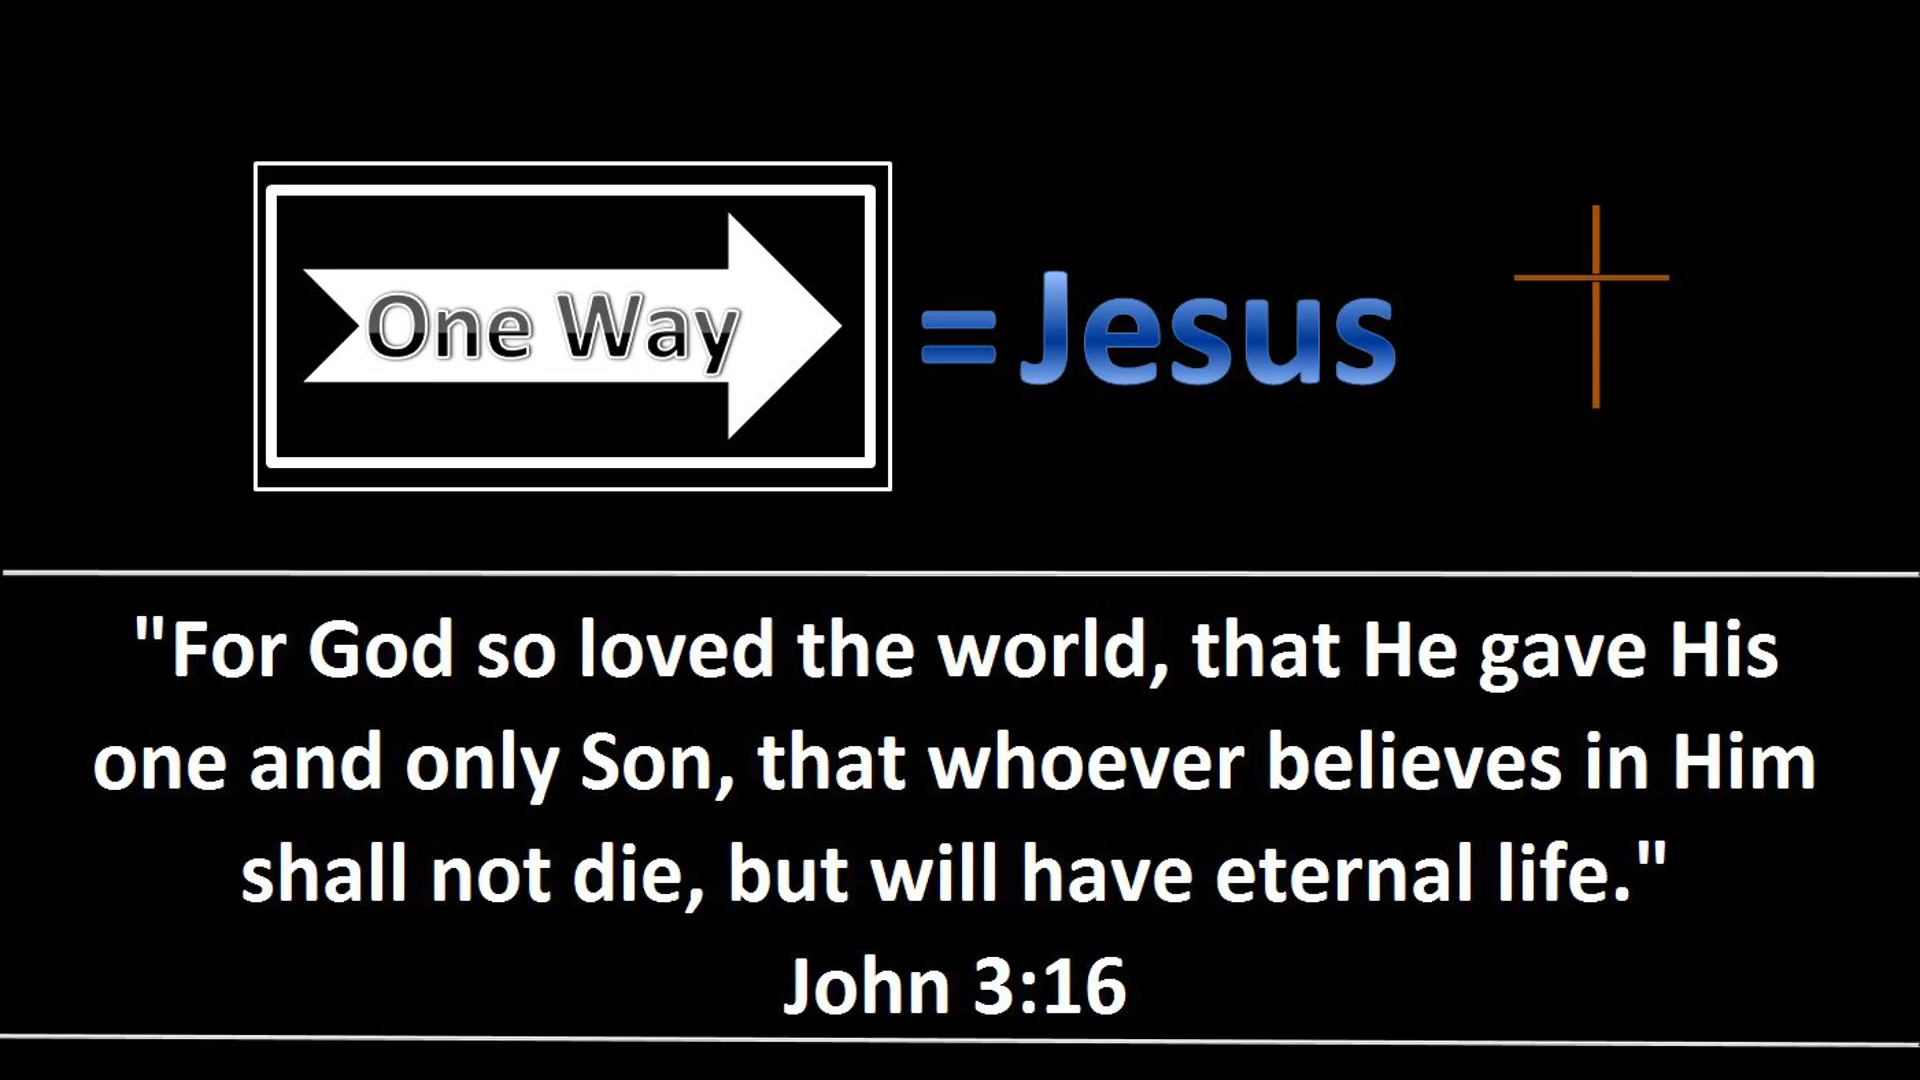 One Way = Jesus
"For God so loved the world, that He gave His
one and only Son, that whoever believes in Him
shall not die, but will have eternal life."
John 3:16